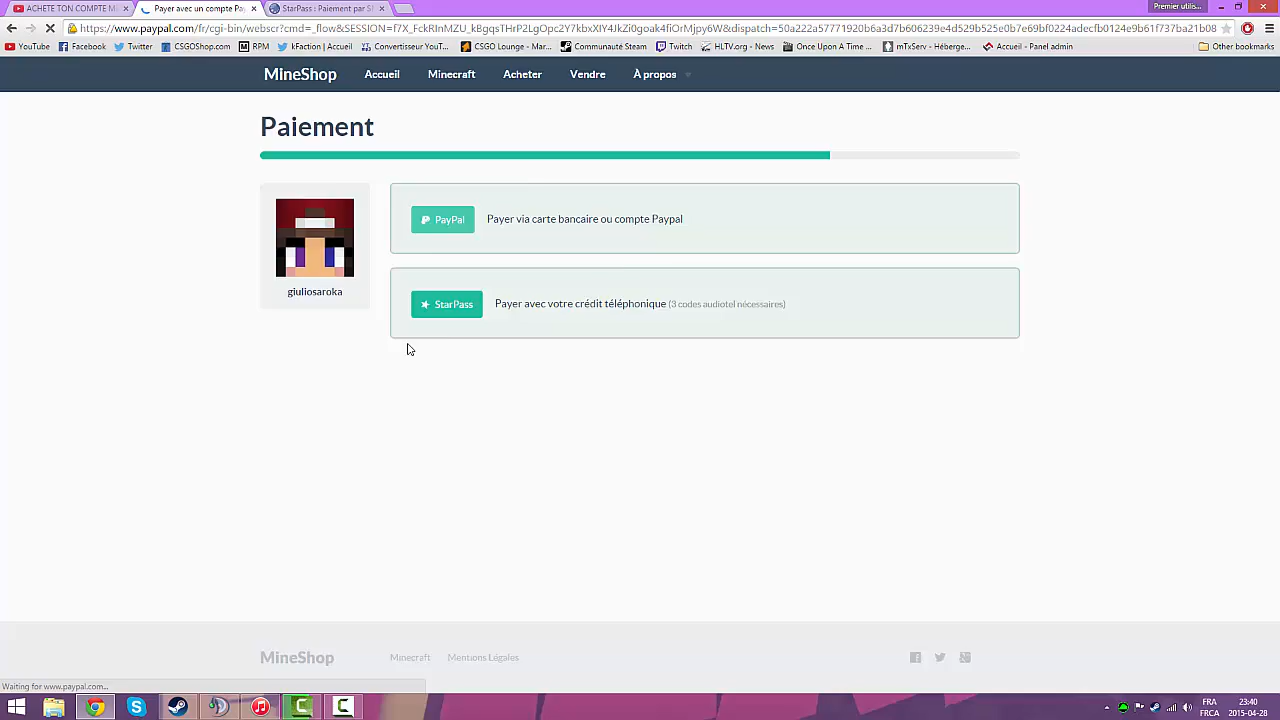 ACHETE TON COMPTE M
Payer avec un compte Pa
StarPass : Paiement par S
Premier utilis...
https://www.paypal.com/fr/cgi-bin/webscr?cmd=_flow&SESSION=
YouTube
Facebook
Twitter
CSGOShop.com
RPM
kFaction | Accueil
Convertisseur YouTu...
CSGO Lounge - Mar...
Communauté Steam
Twitch
HLTV.org - News
Once Upon A Time...
mTxServ - Héberge...
Accueil - Panel admin
Other bookmarks
MineShop
Accueil
Minecraft
Acheter
Vendre
À propos
Paiement
PayPal
Payer via carte bancaire ou compte Paypal
giuliosaroka
StarPass
Payer avec votre crédit téléphonique (3 codes audiotel nécessaires)
MineShop
Minecraft
Mentions Légales
Waiting for www.paypal.com...
FRA
FRCA
23:40
2015-04-28